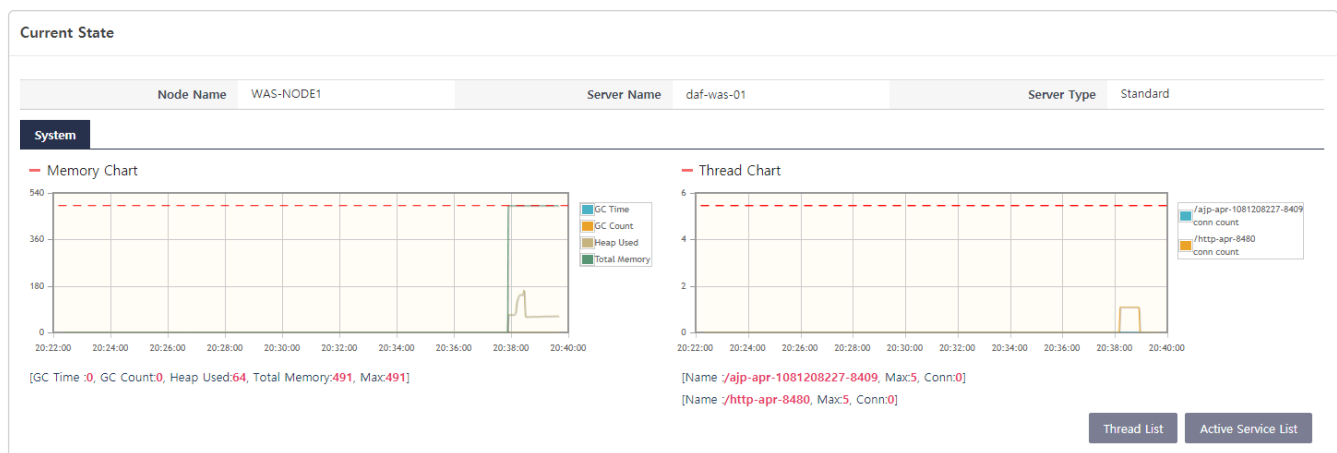 Current State
Node Name WAS-NODE1 Server Name daf-was-01 Server Type Standard
System
Memory Chart
540
360
180
0
20:22:00 20:24:00 20:26:00 20:28:00 20:30:00 20:32:00 20:34:00 20:36:00 20:38:00 20:40:00
GC Time
GC Count
Heap Used
Total Memory
[GC Time :0, GC Count:0, Heap Used:64, Total Memory:491, Max:491]
Thread Chart
6
4
2
0
20:22:00 20:24:00 20:26:00 20:28:00 20:30:00 20:32:00 20:34:00 20:36:00 20:38:00 20:40:00
/ajp-apr-1081208227-8409
conn count
/http-apr-8480
conn count
[Name :/ajp-apr-1081208227-8409, Max:5, Conn:0]
[Name :/http-apr-8480, Max:5, Conn:0]
Thread List Active Service List